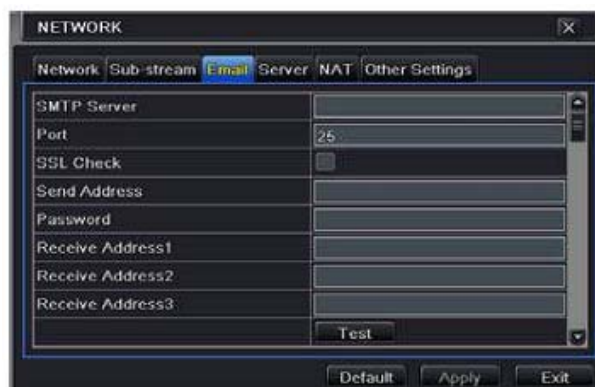 NETWORK X
Network Sub-stream Email Server NAT Other Settings
SMTP Server
Port 25
SSL Check
Send Address
Password
Receive Address1
Receive Address2
Receive Address3
Test
Default Apply Exit